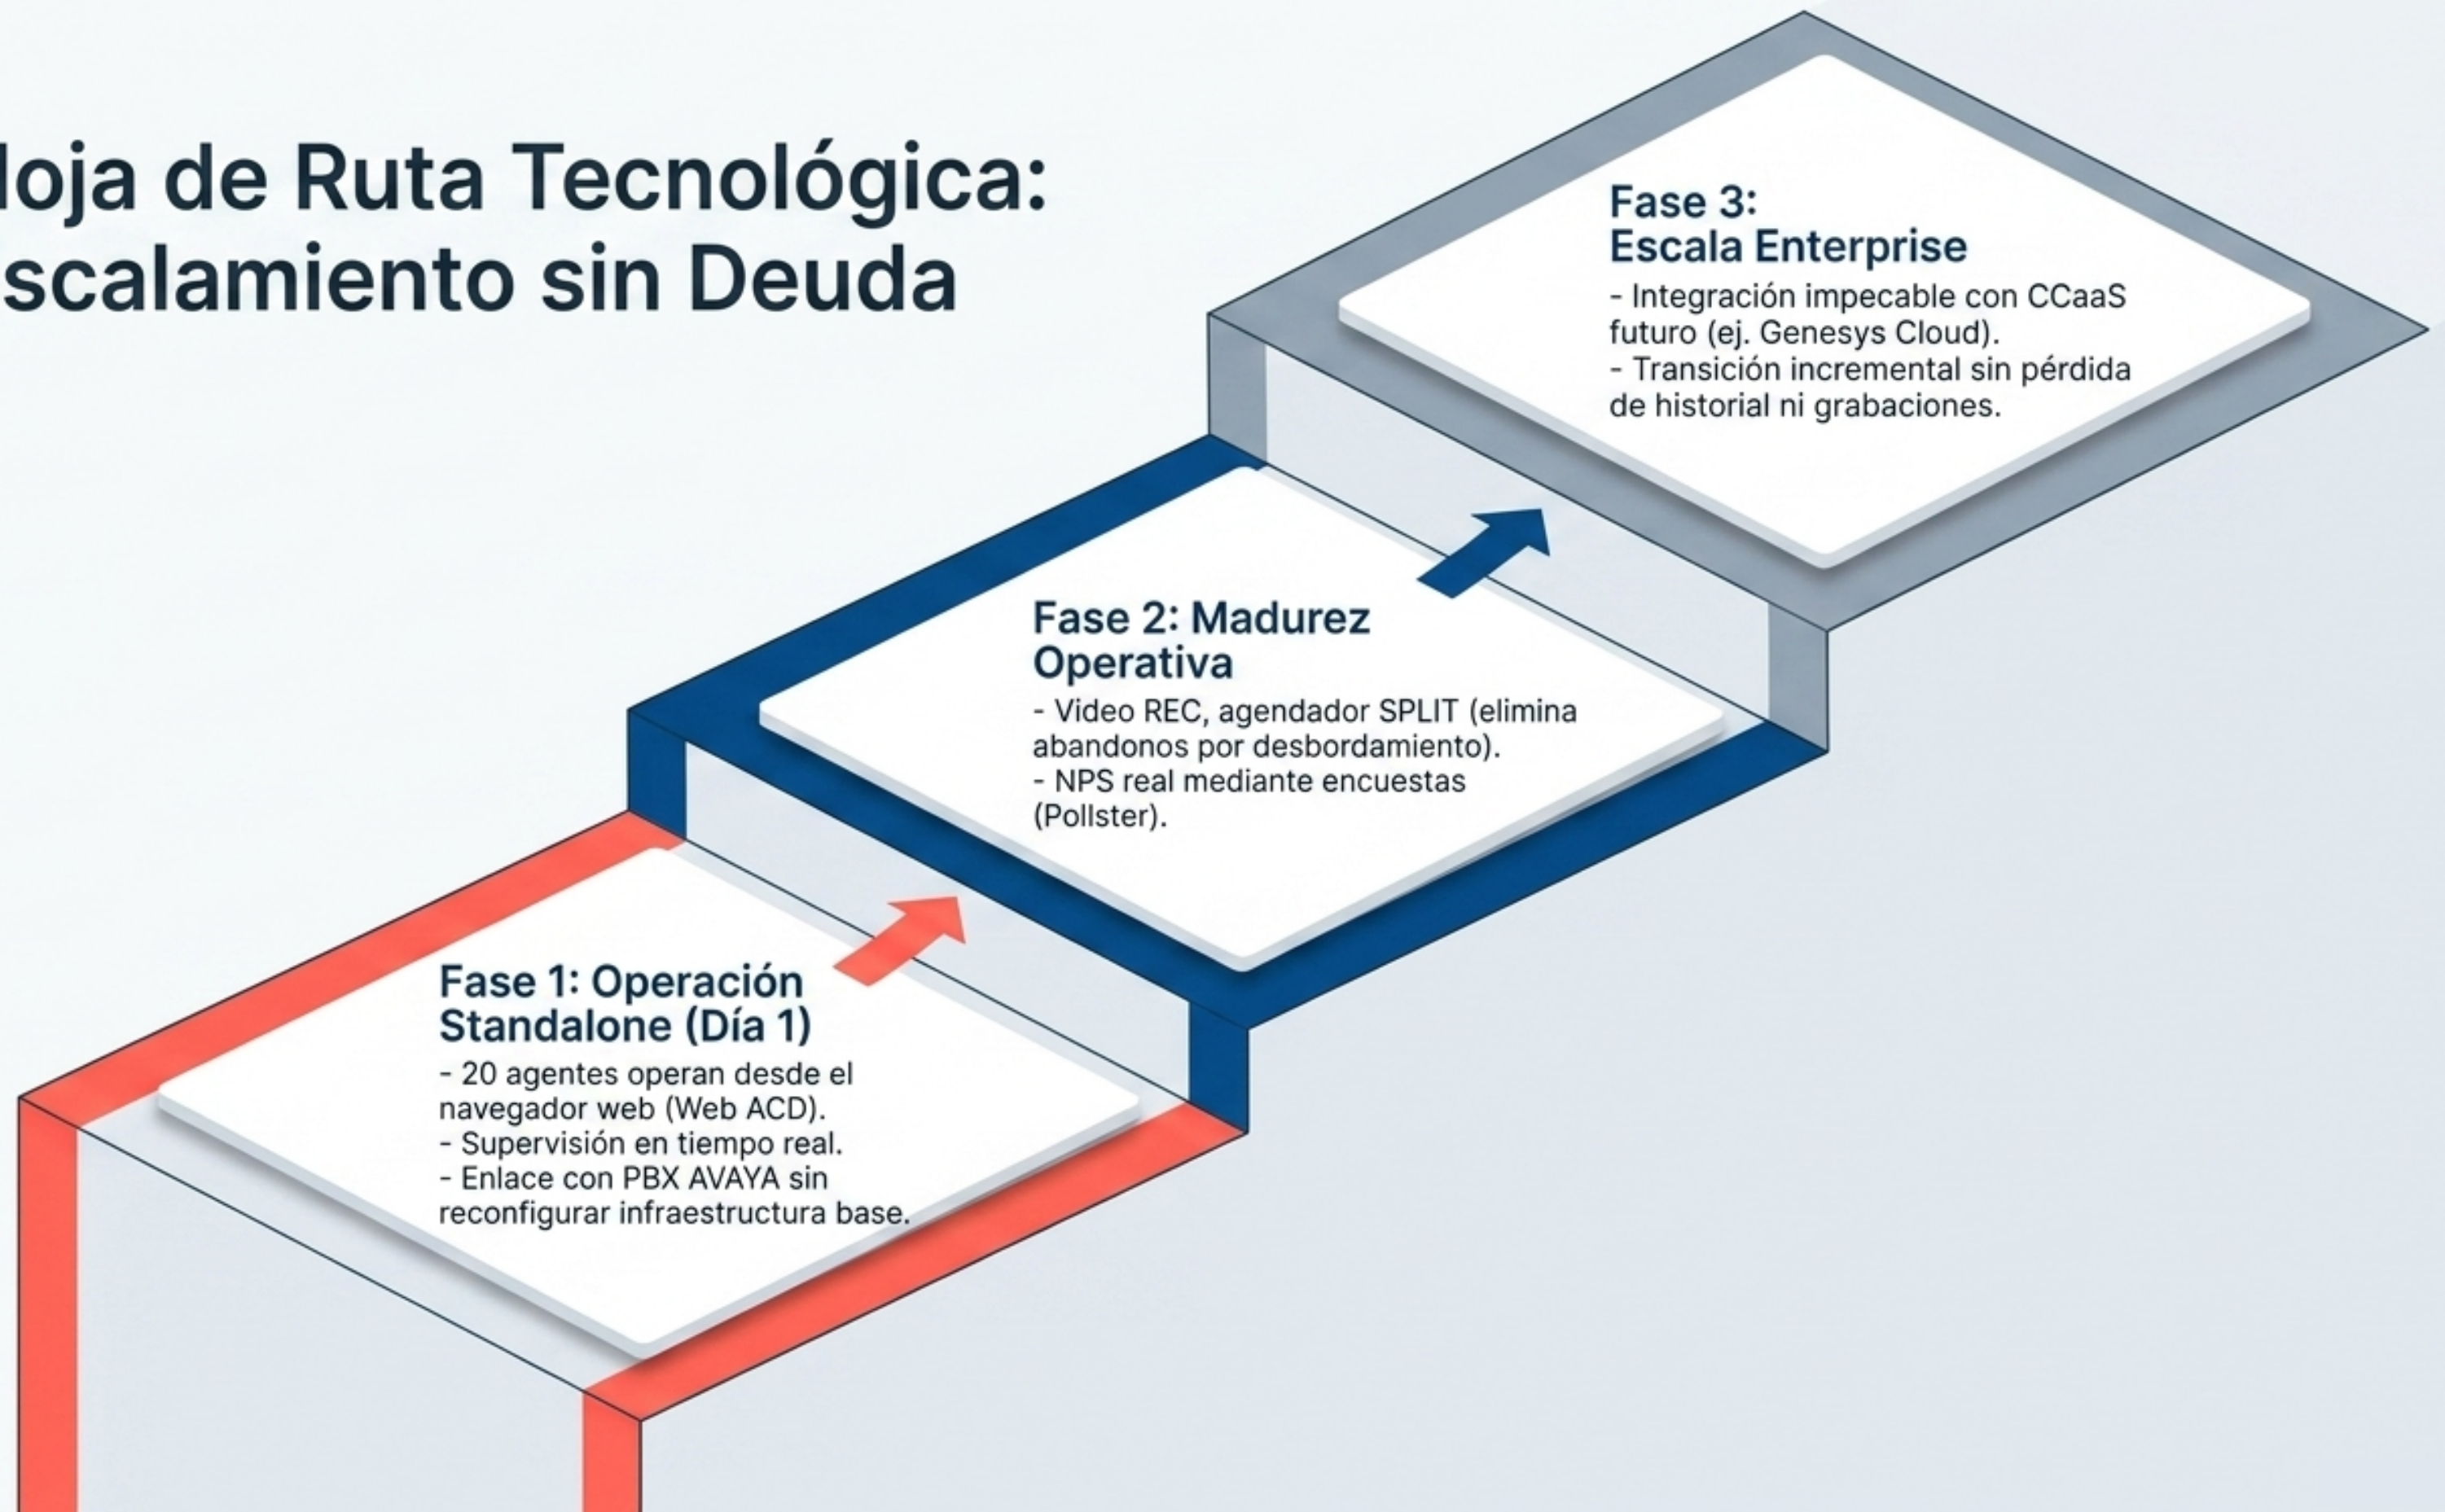 loja de Ruta Tecnológica:
scalamiento sin Deuda
Fase 3:
Escala Enterprise
- Integración impecable con CCaaS
futuro (ej. Genesys Cloud).
- Transición incremental sin pérdida
de historial ni grabaciones.
Fase 2: Madurez
Operativa
- Video REC, agendador SPLIT (elimina
abandonos por desbordamiento).
- NPS real mediante encuestas
(Pollster).
Fase 1: Operación
Standalone (Día 1)
- 20 agentes operan desde el
navegador web (Web ACD).
- Supervisión en tiempo real.
- Enlace con PBX AVAYA sin
reconfigurar infraestructura base.